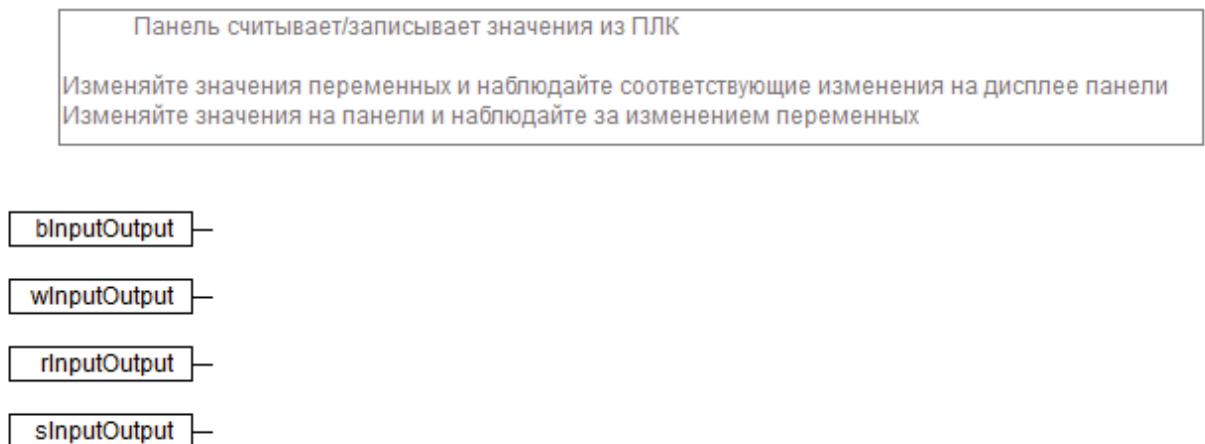 Панель считывает/записывает значения из ПЛК
Изменяйте значения переменных и наблюдайте соответствующие изменения на дисплее панели
Изменяйте значения на панели и наблюдайте за изменением переменных
bInputOutput
wInputOutput
rInputOutput
sInputOutput